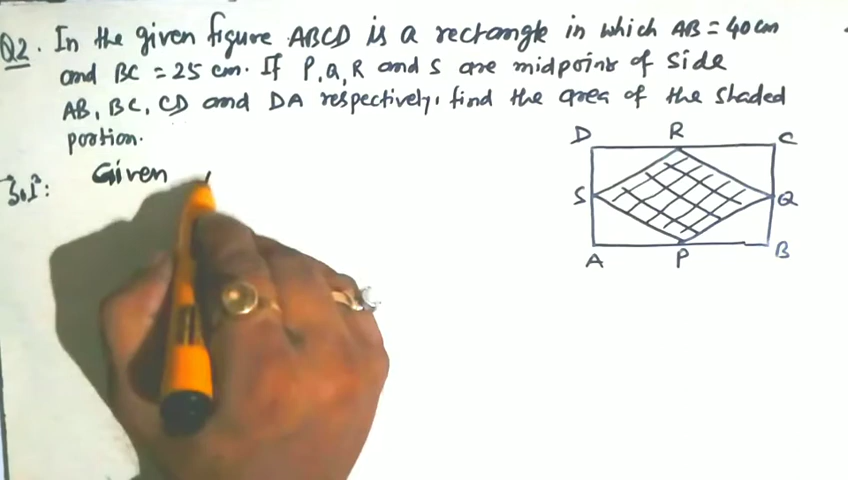 Q2. In the given figure ABCD is a rectangle in which AB = 40 cm
and BC = 25 cm. If P, Q, R and S are midpoint of side
AB, BC, CD and DA respectively, find the area of the shaded
portion.
D R C
Sol: Given
S Q
A P B